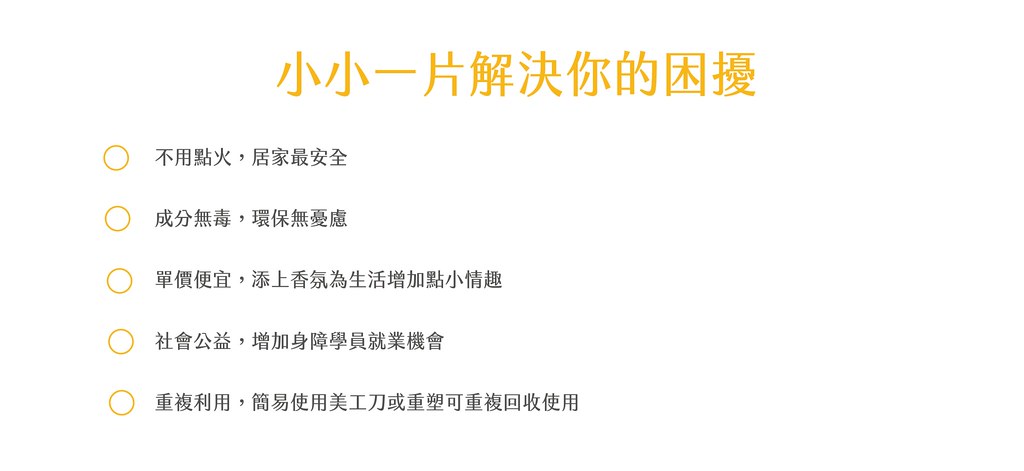 小小一片解決你的困擾
不用點火，居家最安全
成分無毒，環保無憂慮
單價便宜，添上香氛為生活增加點小情趣
社會公益，增加身障學員就業機會
重複利用，簡易使用美工刀或重塑可重複回收使用